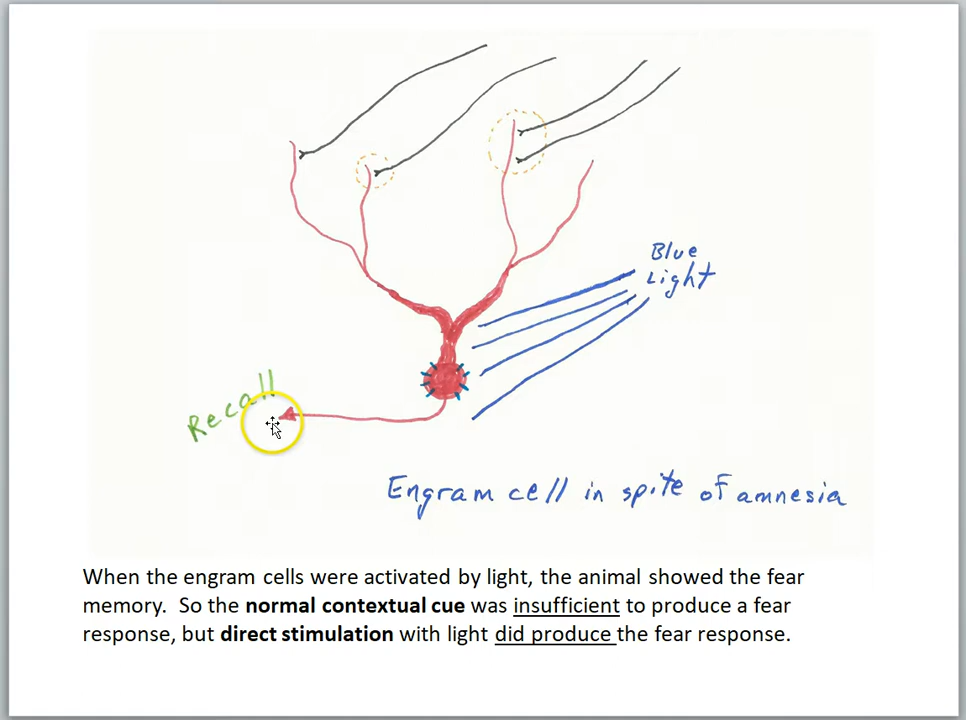 Blue
Light
Recall
Engram cell in spite of amnesia
When the engram cells were activated by light, the animal showed the fear
memory.  So the normal contextual cue was insufficient to produce a fear
response, but direct stimulation with light did produce the fear response.